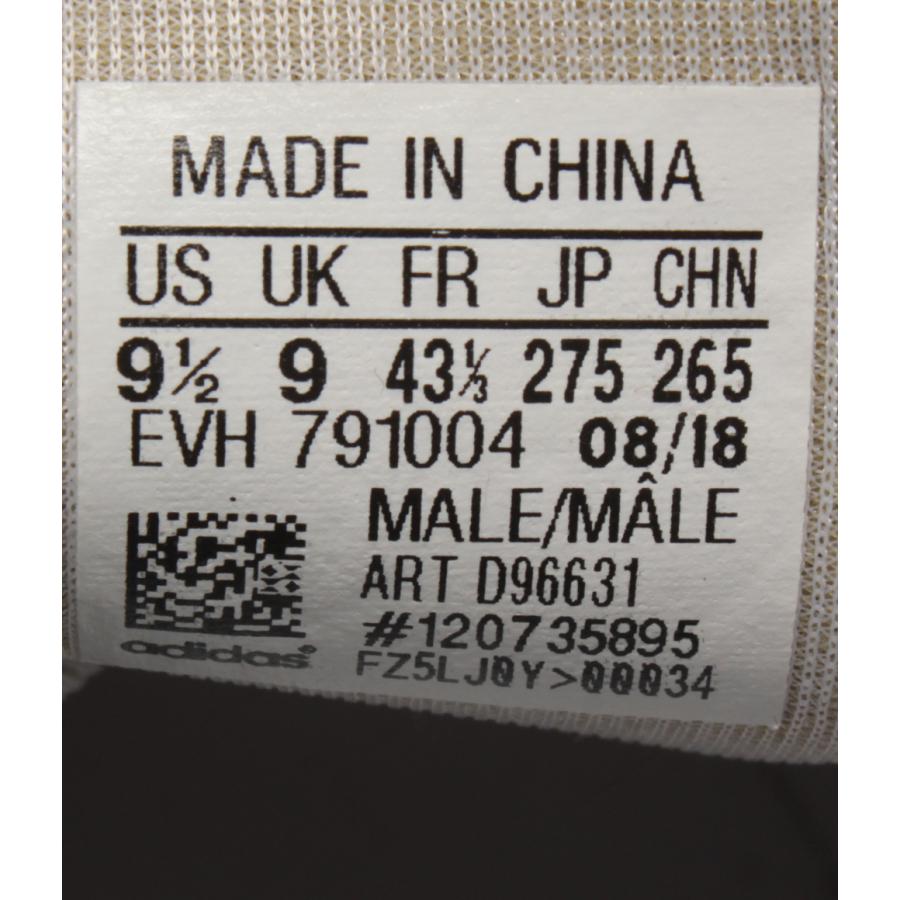 MADE IN CHINA
US UK FR JP CHN
9½ 9 43⅓ 275 265
EVH 791004 08/18
MALE/MÂLE
ART D96631
#120735895
adidas®
FZ5LJ0Y>00034